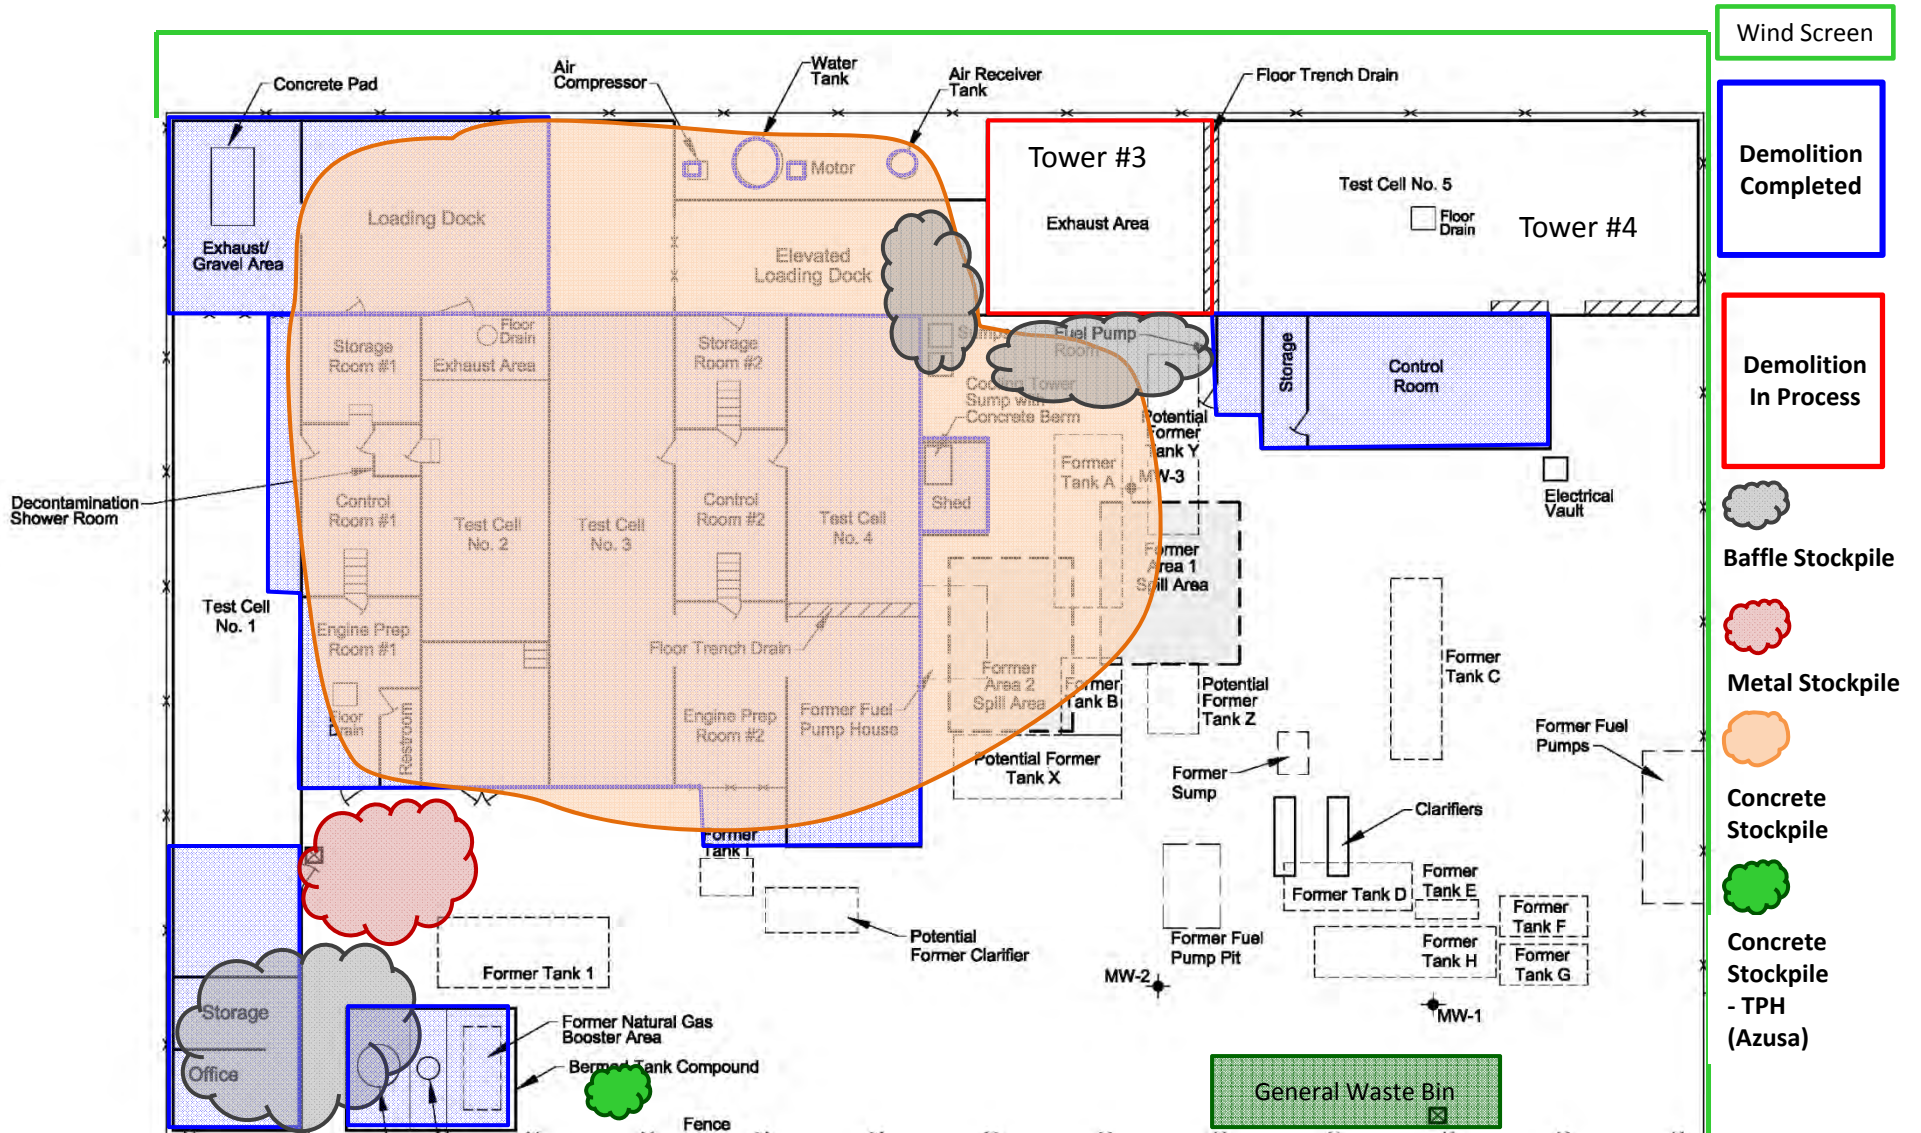 Wind Screen
Demolition
Completed
Demolition
In Process
Baffle Stockpile
Metal Stockpile
Concrete
Stockpile
Concrete
Stockpile
- TPH
(Azusa)
Concrete Pad
Air
Compressor
Water
Tank
Air Receiver
Tank
Floor Trench Drain
Motor
Tower #3
Exhaust Area
Test Cell No. 5
Floor
Drain
Tower #4
Loading Dock
Exhaust/
Gravel Area
Elevated
Loading Dock
Storage
Room #1
Floor
Drain
Exhaust Area
Storage
Room #2
Fuel Pump
Room
Cooling Tower
Sump with
Concrete Berm
Storage
Control
Room
Potential
Former
Tank Y
Former
Tank A
MW-3
Electrical
Vault
Decontamination
Shower Room
Control
Room #1
Test Cell
No. 2
Test Cell
No. 3
Control
Room #2
Test Cell
No. 4
Shed
Former
Area 1
Spill Area
Test Cell
No. 1
Engine Prep
Room #1
Floor Trench Drain
Former
Area 2
Spill Area
Former
Tank B
Potential
Former
Tank Z
Former
Tank C
Floor
Drain
Restroom
Engine Prep
Room #2
Former Fuel
Pump House
Potential Former
Tank X
Former
Sump
Former Fuel
Pumps
Clarifiers
Former
Tank I
Former Tank D
Former
Tank E
Former
Tank F
Former
Tank H
Former
Tank G
Potential
Former Clarifier
Former Fuel
Pump Pit
Former Tank 1
MW-2
MW-1
Storage
Office
Former Natural Gas
Booster Area
Bermed Tank Compound
Fence
General Waste Bin